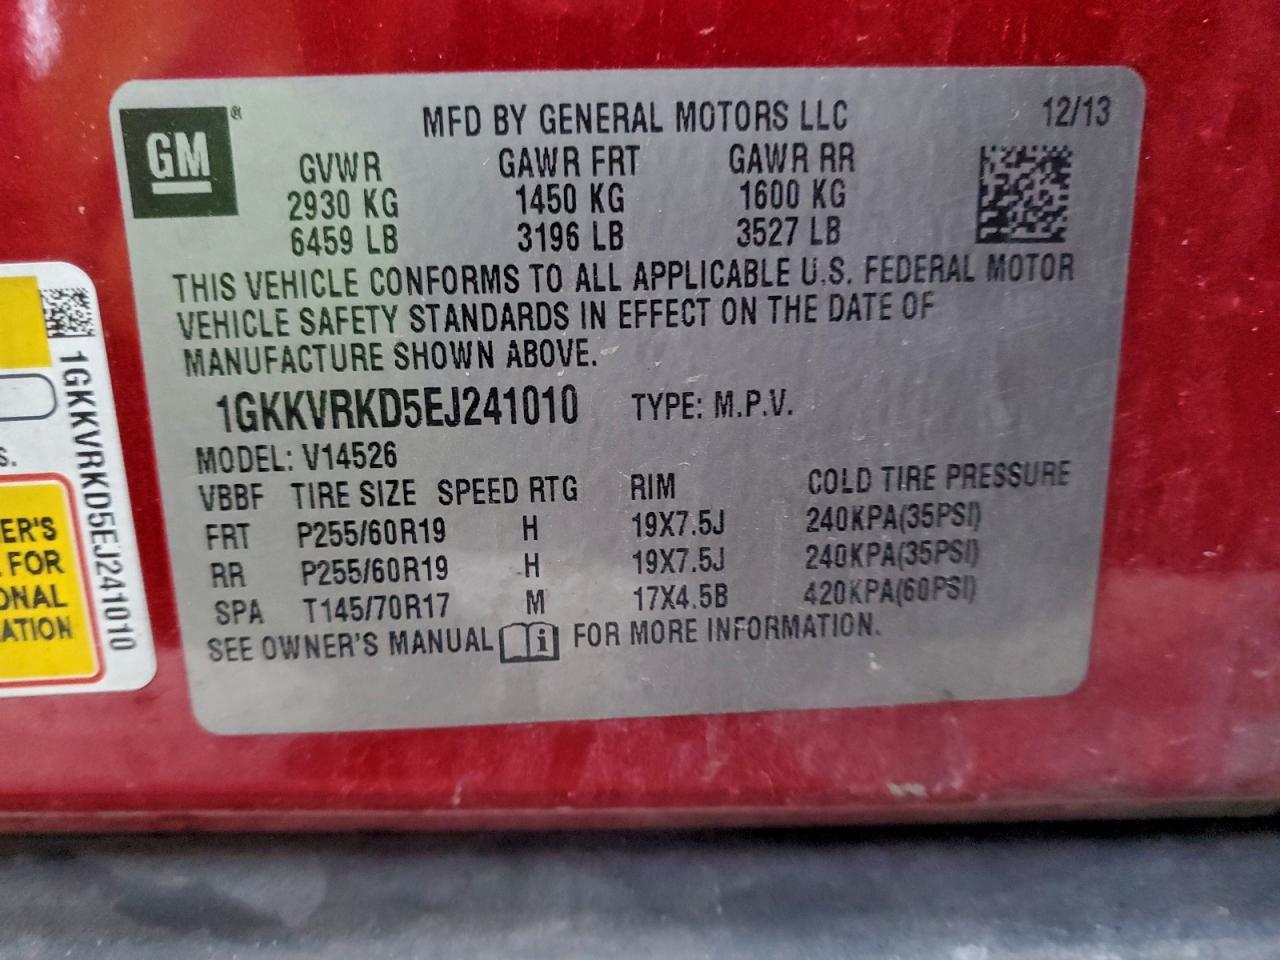 GM ®
MFD BY GENERAL MOTORS LLC 12/13
GVWR GAWR FRT GAWR RR
2930 KG 1450 KG 1600 KG
6459 LB 3196 LB 3527 LB
THIS VEHICLE CONFORMS TO ALL APPLICABLE U.S. FEDERAL MOTOR
VEHICLE SAFETY STANDARDS IN EFFECT ON THE DATE OF
MANUFACTURE SHOWN ABOVE.
1GKKVRKD5EJ241010 TYPE: M.P.V.
MODEL: V14526
VBBF TIRE SIZE SPEED RTG RIM COLD TIRE PRESSURE
FRT P255/60R19 H 19X7.5J 240KPA(35PSI)
RR P255/60R19 H 19X7.5J 240KPA(35PSI)
SPA T145/70R17 M 17X4.5B 420KPA(60PSI)
SEE OWNER'S MANUAL i FOR MORE INFORMATION.
1GKKVRKD5EJ241010
S.
ER'S
FOR
ONAL
ATION